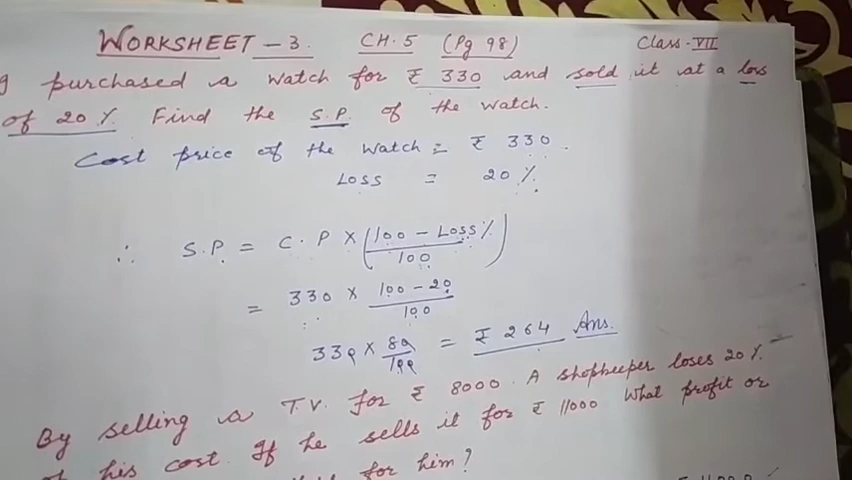 WORKSHEET - 3. CH.5 (Pg 98) Class-VII
purchased a watch for ₹ 330 and sold it at a loss
of 20 %. Find the S.P. of the watch.
Cost price of the watch = ₹ 330.
Loss = 20 %.
∴ S.P. = C.P × (100 - Loss% / 100)
= 330 × 100 - 20 / 100
330 × 80 / 100 = ₹ 264 Ans.
By selling a T.V. for ₹ 8000. A shopkeeper loses 20 %.
of his cost. If he sells it for ₹ 11000 What profit or
for him?